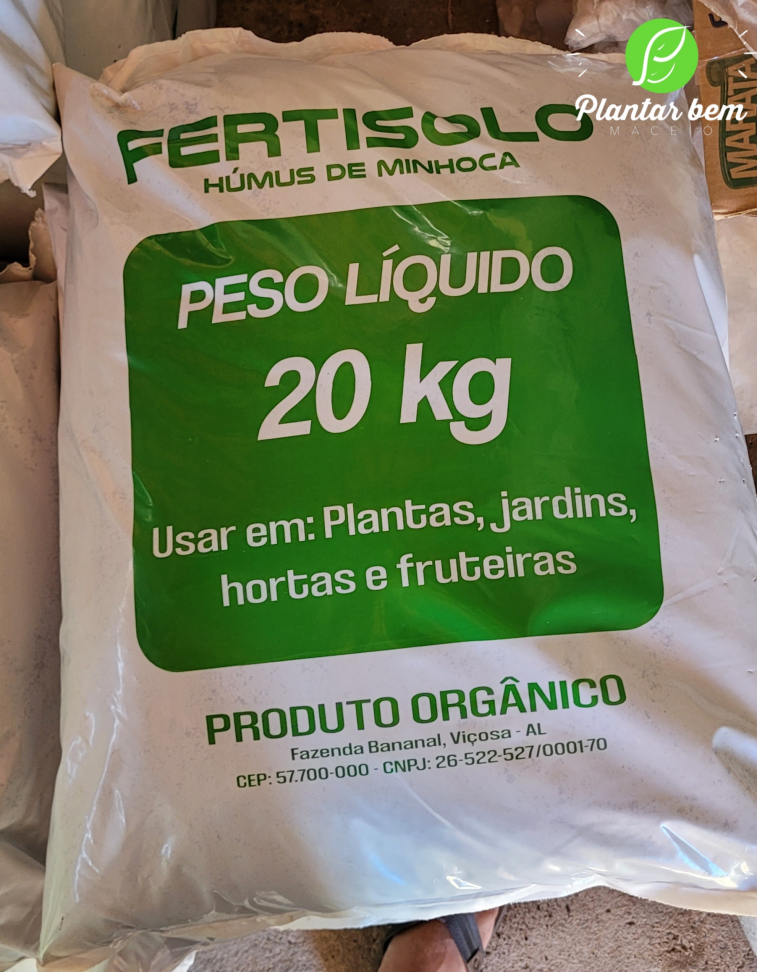 Plantar bem
MACEIÓ
FERTISOLO
HÚMUS DE MINHOCA
PESO LÍQUIDO
20 kg
Usar em: Plantas, jardins,
hortas e fruteiras
PRODUTO ORGÂNICO
Fazenda Bananal, Viçosa - AL
CEP: 57.700-000 - CNPJ: 26-522-527/0001-70